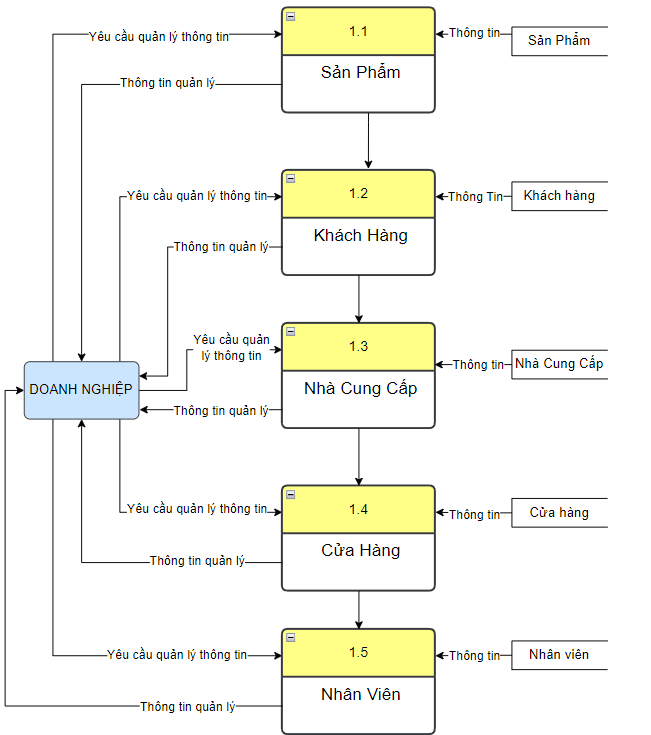 1.1
Yêu cầu quản lý thông tin
Thông tin
Sản Phẩm
Sản Phẩm
Thông tin quản lý
1.2
Yêu cầu quản lý thông tin
Thông Tin
Khách hàng
Khách Hàng
Thông tin quản lý
1.3
Yêu cầu quản
lý thông tin
Thông tin
Nhà Cung Cấp
Nhà Cung Cấp
DOANH NGHIỆP
Thông tin quản lý
1.4
Yêu cầu quản lý thông tin
Thông tin
Cửa hàng
Cửa Hàng
Thông tin quản lý
1.5
Yêu cầu quản lý thông tin
Thông tin
Nhân viên
Nhân Viên
Thông tin quản lý